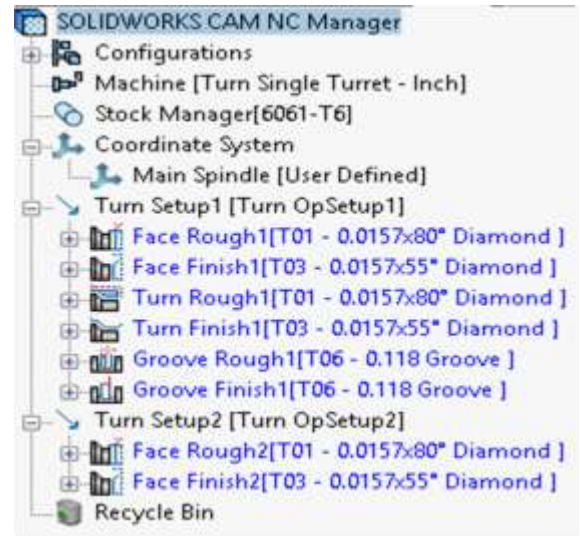 SOLIDWORKS CAM NC Manager
Configurations
Machine [Turn Single Turret - Inch]
Stock Manager[6061-T6]
Coordinate System
Main Spindle [User Defined]
Turn Setup1 [Turn OpSetup1]
Face Rough1[T01 - 0.0157x80° Diamond ]
Face Finish1[T03 - 0.0157x55° Diamond ]
Turn Rough1[T01 - 0.0157x80° Diamond ]
Turn Finish1[T03 - 0.0157x55° Diamond ]
Groove Rough1[T06 - 0.118 Groove ]
Groove Finish1[T06 - 0.118 Groove ]
Turn Setup2 [Turn OpSetup2]
Face Rough2[T01 - 0.0157x80° Diamond ]
Face Finish2[T03 - 0.0157x55° Diamond ]
Recycle Bin